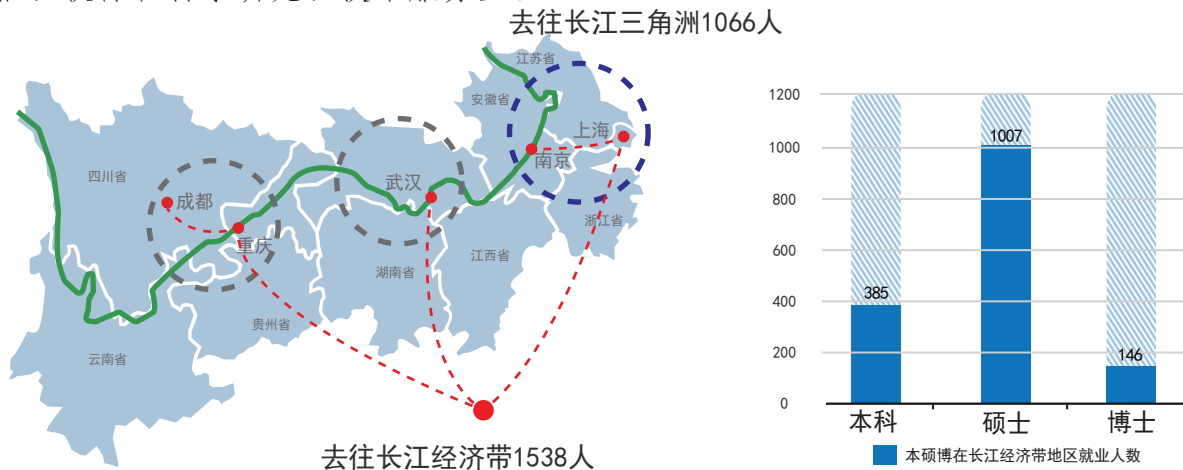 去往长江三角洲1066人
江苏省
安徽省
上海
南京
四川省
武汉
成都
浙江省
重庆
江西省
湖南省
贵州省
云南省
去往长江经济带1538人
1200
1000
800
600
400
200
0
385
1007
146
本科
硕士
博士
本硕博在长江经济带地区就业人数